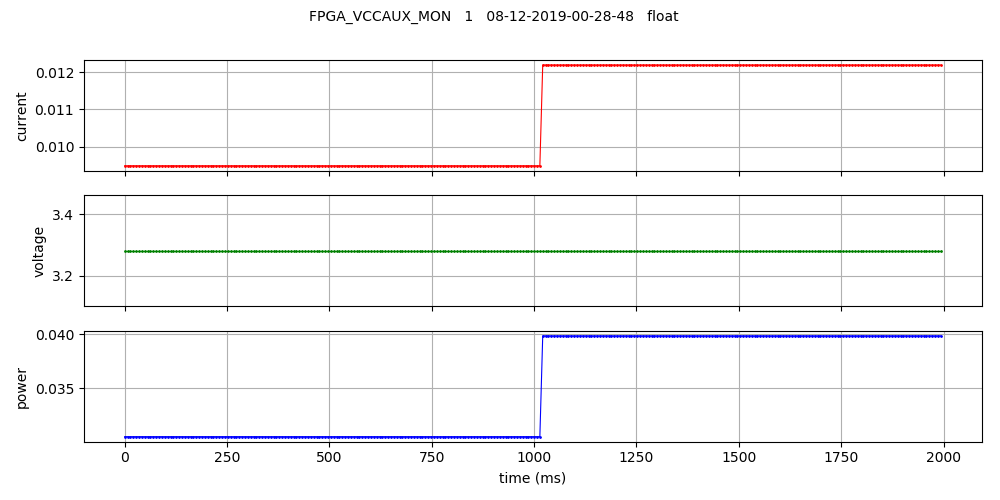 FPGA_VCCAUX_MON   1   08-12-2019-00-28-48   float
0.012
0.011
0.010
current
3.4
3.2
voltage
0.040
0.035
power
0 250 500 750 1000 1250 1500 1750 2000
time (ms)